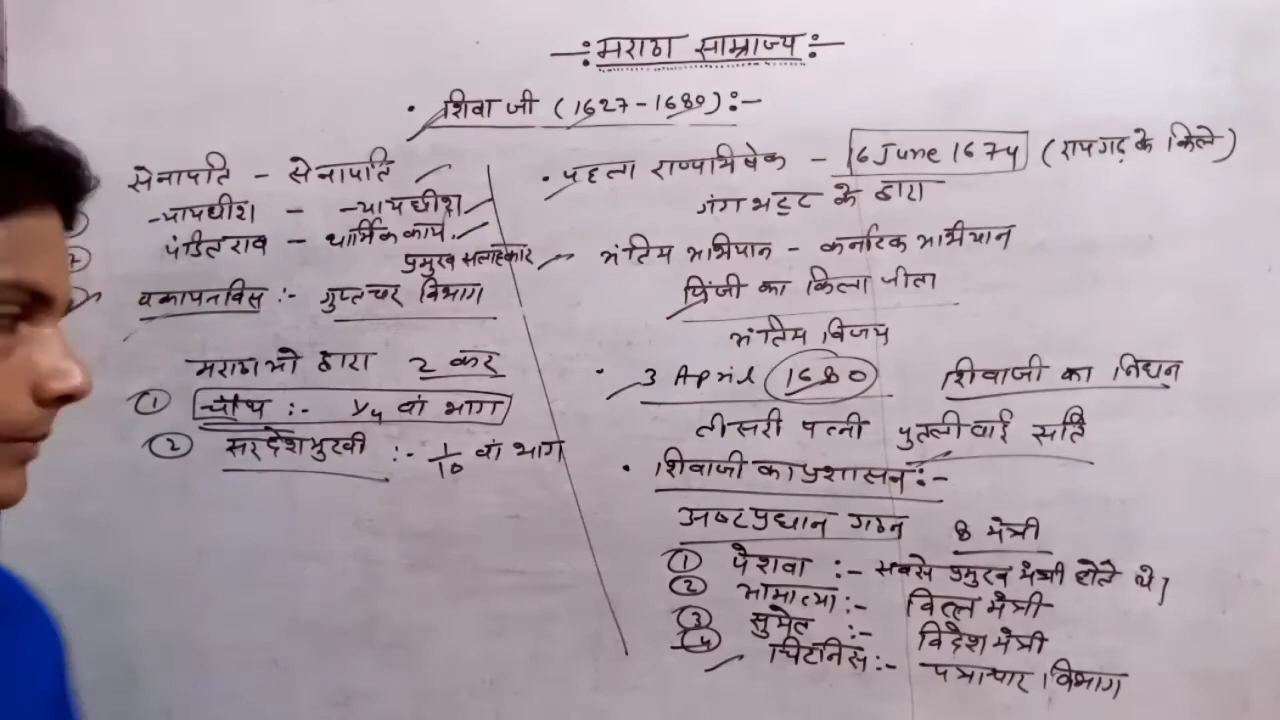 -: मराठा साम्राज्य :-
. शिवाजी (1627-1680) :-
सेनापति - सेनापति
न्यायधीश - न्यायधीश
पंडितराव - धार्मिक कार्य
प्रमुख सलाहकार
वकायनविस :- गुप्तचर विभाग
मराठाओ द्वारा 2 कर
① चौथ :- 1/4 वां भाग
② सरदेशमुखी :- 1/10 वां भाग
. पहला राज्याभिषेक - 16 June 1674 (रायगढ़ के किले)
गंगभट्ट के द्वारा
अंतिम अभियान - कर्नाटक अभियान
जिंजी का किला जीता
अंतिम विजय
. 3 April 1680 शिवाजी का निधन
तीसरी पत्नी पुतलीबाई सति
. शिवाजी का प्रशासन :-
अष्टप्रधान गठन 8 मंत्री
① पेशवा :- सबसे प्रमुख मंत्री होते थे।
② आमात्या :- वित्त मंत्री
③ सुमंत :- विदेश मंत्री
④ चिटनिस :- पत्राचार विभाग